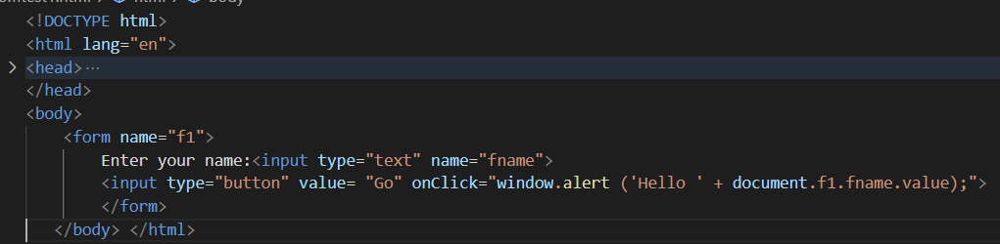 <!DOCTYPE html>
<html lang="en">
<head>…
</head>
<body>
<form name="f1">
Enter your name:<input type="text" name="fname">
<input type="button" value= "Go" onClick="window.alert ('Hello ' + document.f1.fname.value);">
</form>
</body> </html>